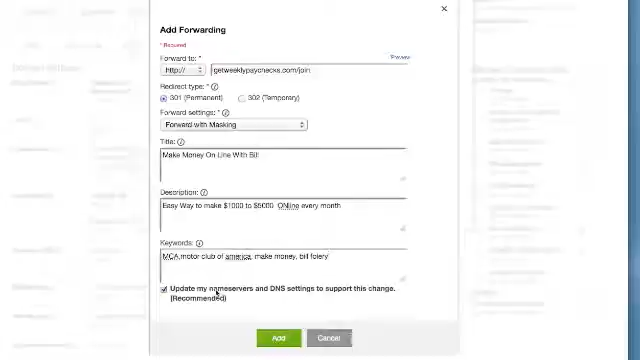 Add Forwarding
* Required
Forward to: *
Preview
http://
getweeklypaychecks.com/join
Redirect type: *
301 (Permanent)
302 (Temporary)
Forward settings: *
Forward with Masking
Title:
Make Money On Line With Bill
Description:
Easy Way to make $1000 to $5000 ONline every month
Keywords:
MCA,motor club of america, make money, bill folery
Update my nameservers and DNS settings to support this change.
(Recommended)
Add
Cancel